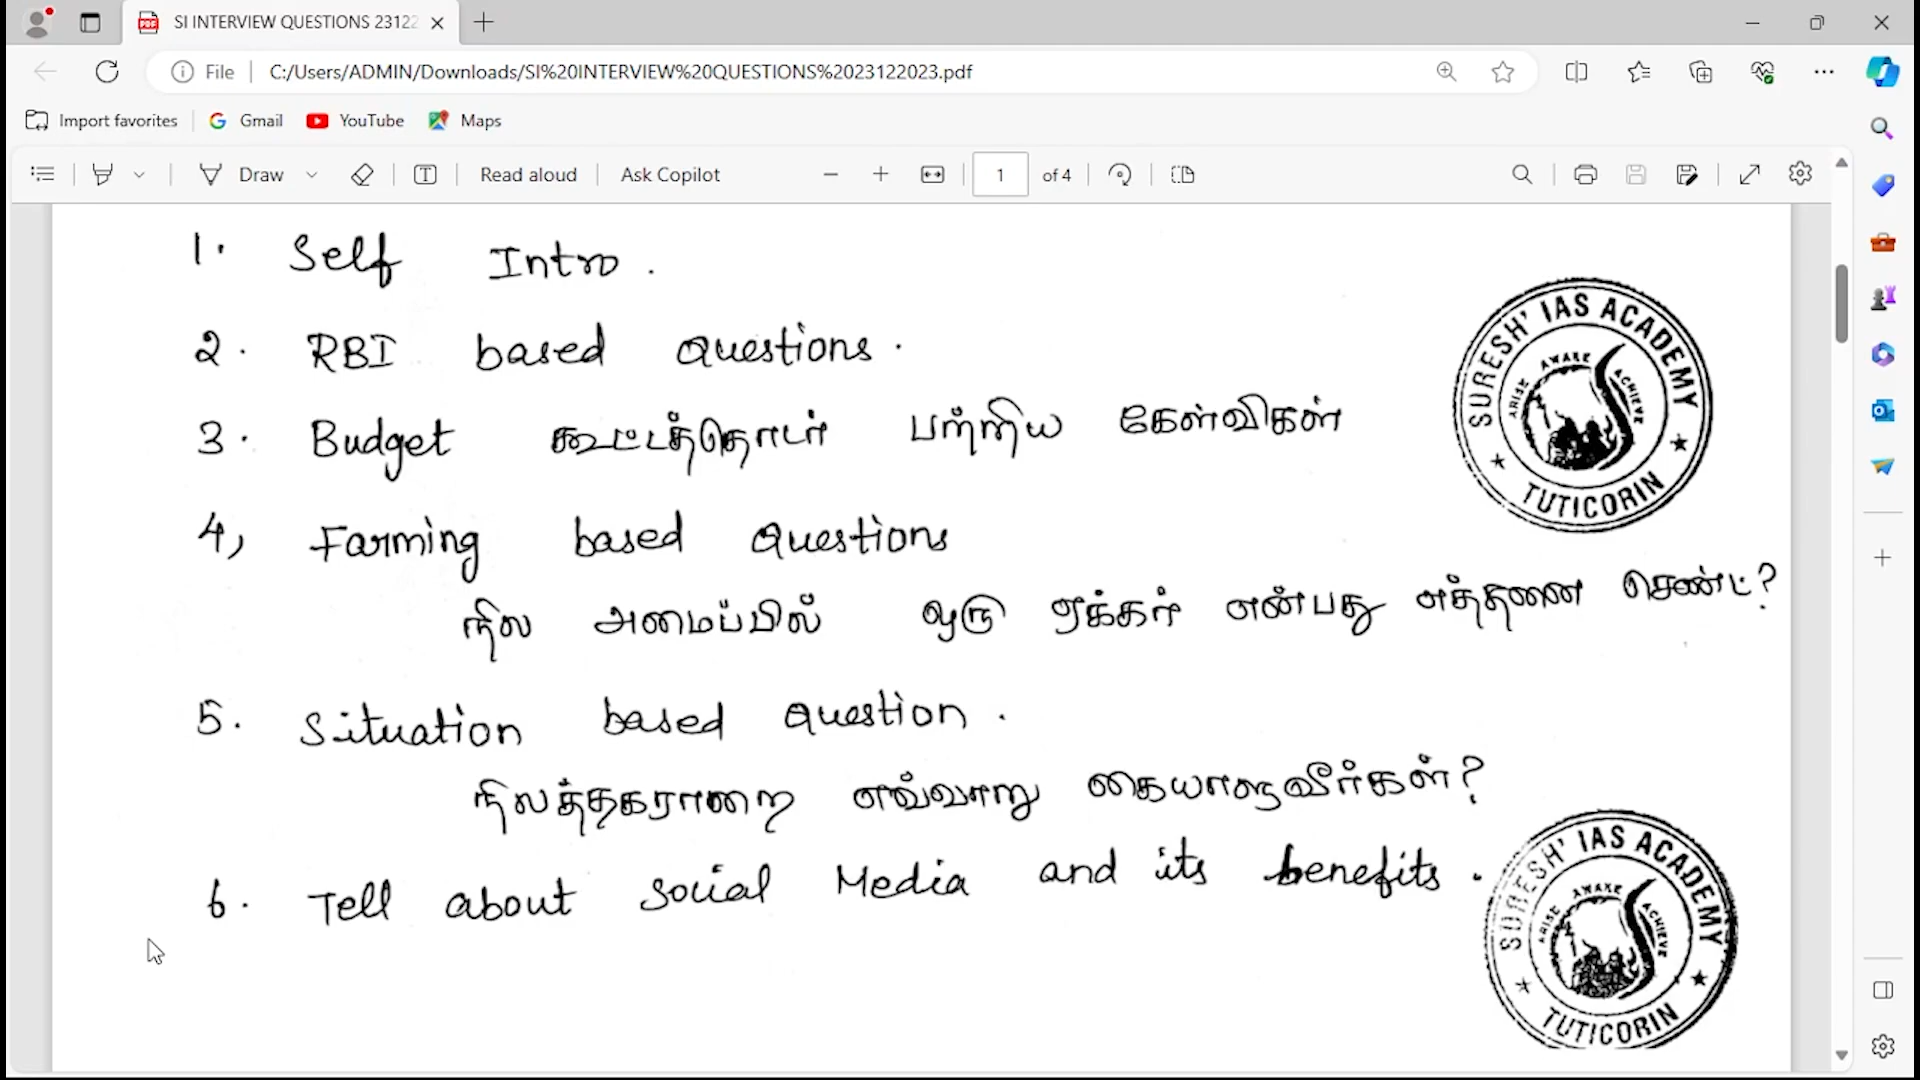 SI INTERVIEW QUESTIONS 23122
File
C:/Users/ADMIN/Downloads/SI%20INTERVIEW%20QUESTIONS%2023122023.pdf
Import favorites
Gmail
YouTube
Maps
Draw
Read aloud
Ask Copilot
1
of 4
1. Self Intro.
2. RBI based Questions.
3. Budget கூட்டத்தொடர் பற்றிய கேள்விகள்
4, Farming based Questions
நில அமைப்பில் ஒரு ஏக்கர் என்பது எத்தனை சென்ட்?
5. Situation based Question.
நிலத்தகராறை எவ்வாறு கையாளுவீர்கள்?
6. Tell about Social Media and its benefits.
SURESH' IAS ACADEMY
ARISE AWAKE ACHIEVE
TUTICORIN
SURESH' IAS ACADEMY
ARISE AWAKE ACHIEVE
TUTICORIN